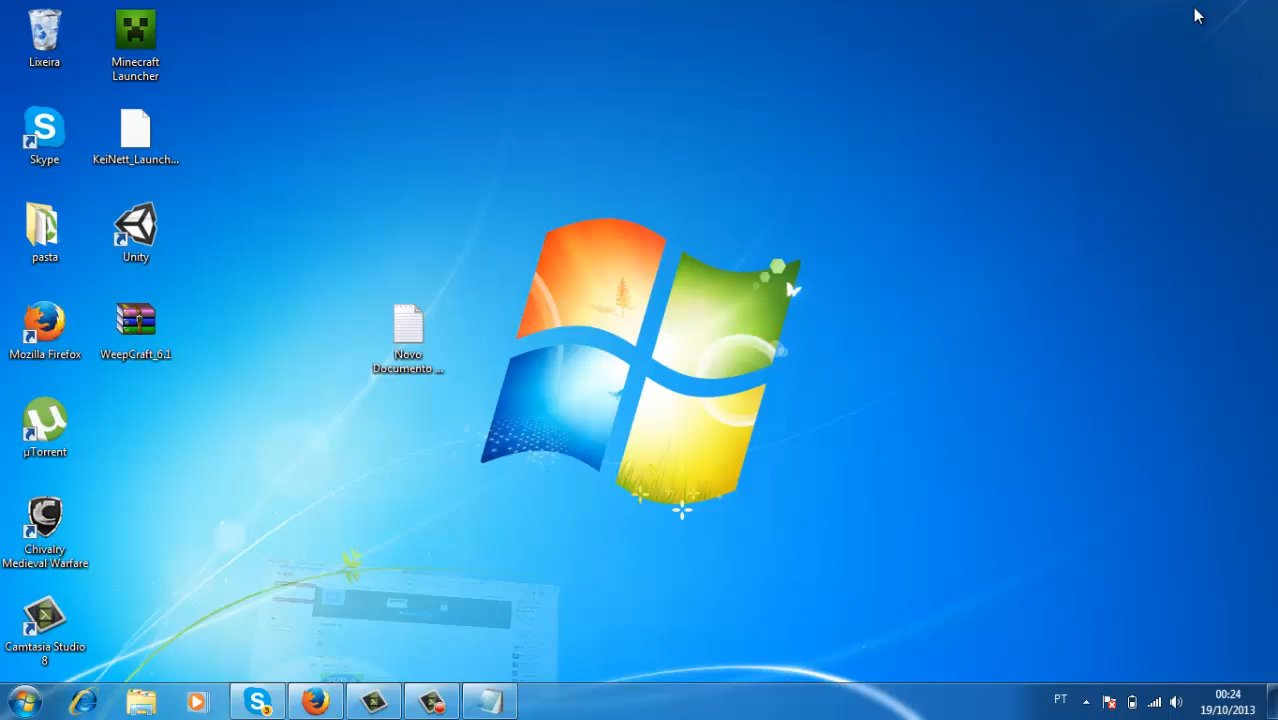 Lixeira
Minecraft
Launcher
Skype
KeiNett_Launch...
pasta
Unity
Mozilla Firefox
WeepCraft_6.1
Novo
Documento ...
µTorrent
Chivalry
Medieval Warfare
Camtasia Studio
8
PT
00:24
19/10/2013